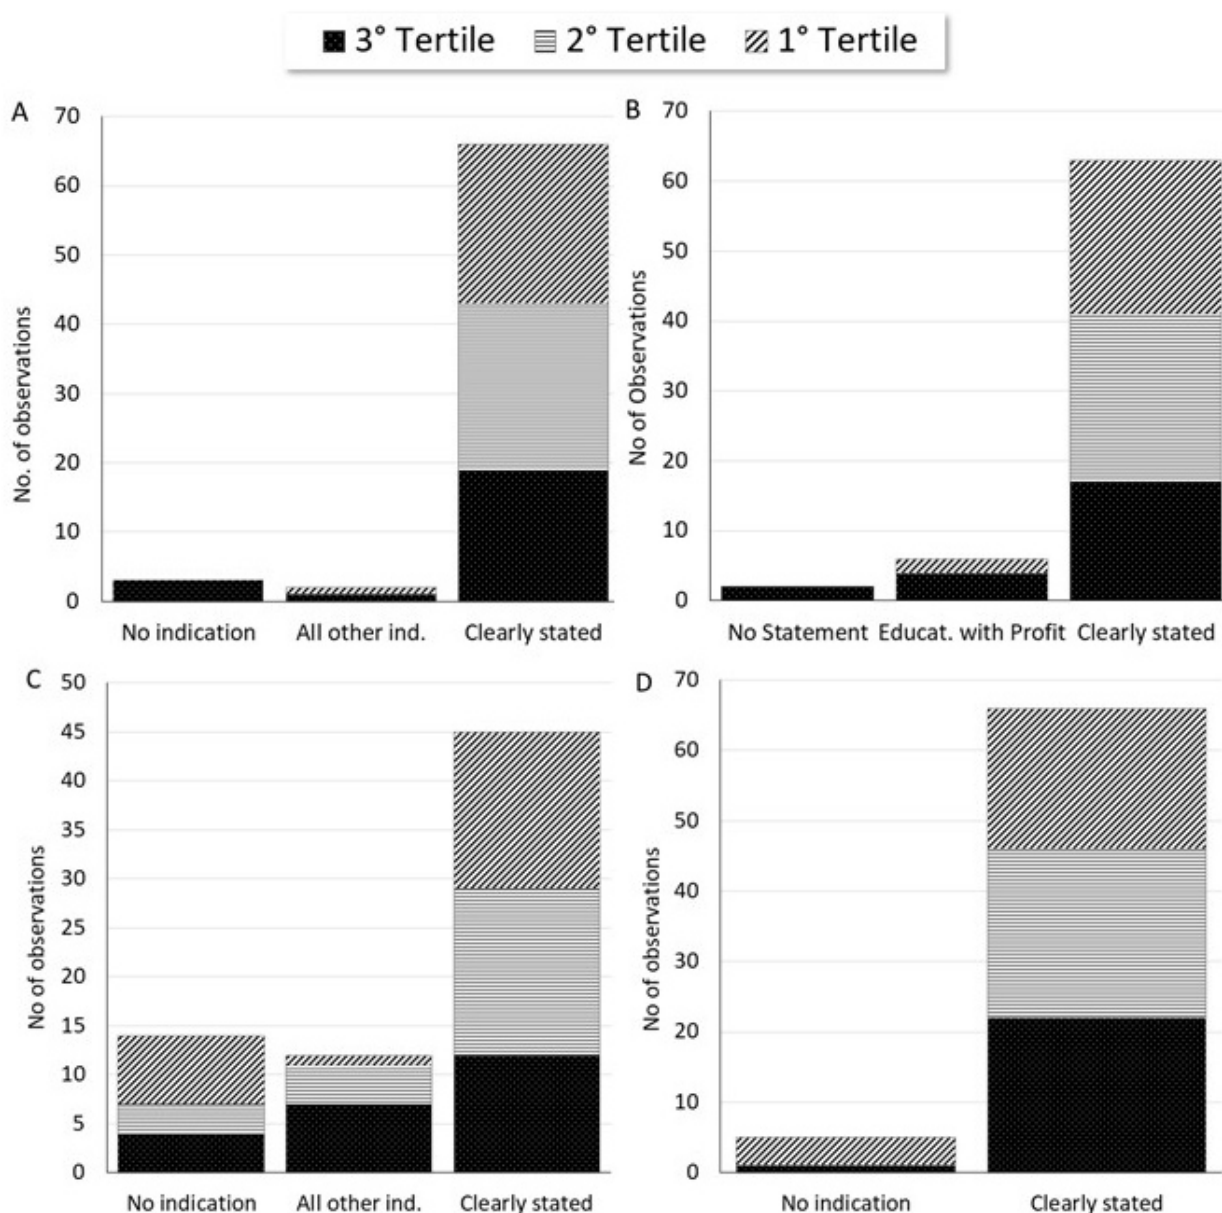 3° Tertile 2° Tertile 1° Tertile
A
70
60
50
40
30
20
10
0
No. of observations
No indication All other ind. Clearly stated
B
70
60
50
40
30
20
10
0
No of Observations
No Statement Educat. with Profit Clearly stated
C
50
45
40
35
30
25
20
15
10
5
0
No of observations
No indication All other ind. Clearly stated
D
70
60
50
40
30
20
10
0
No of observations
No indication Clearly stated